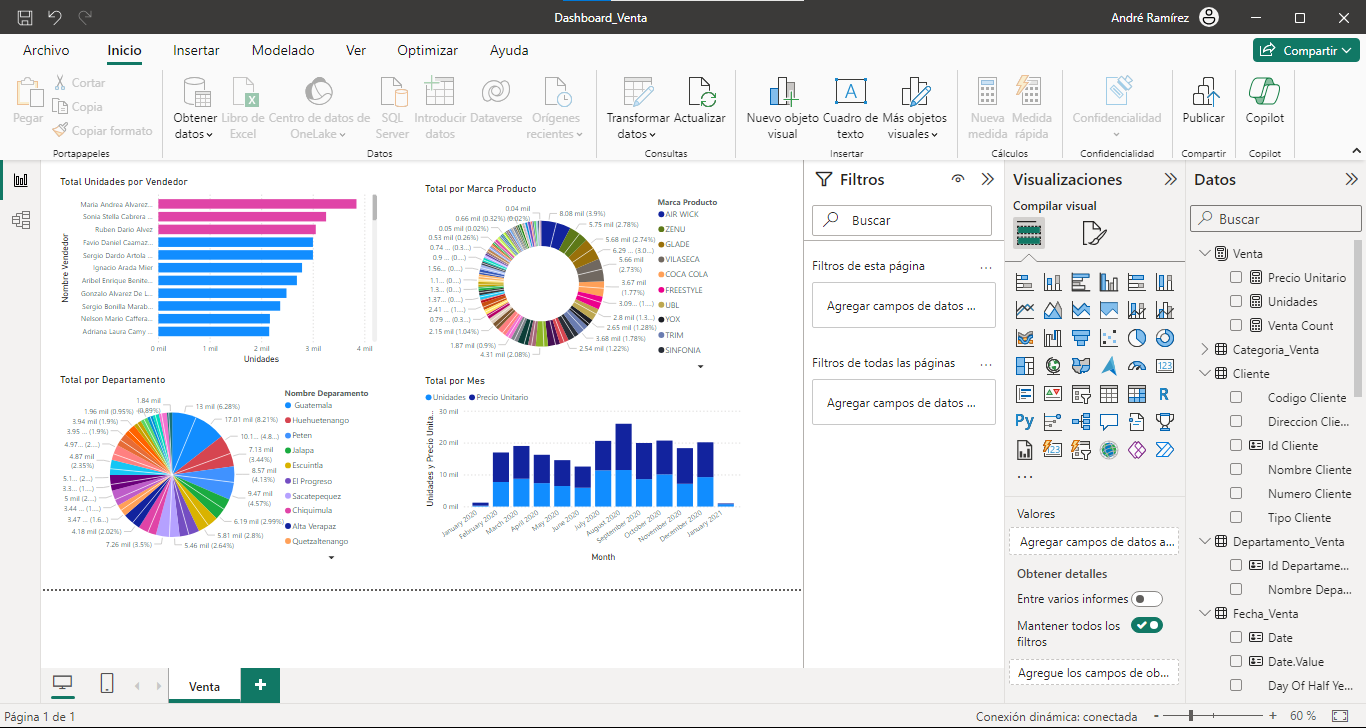 Dashboard_Venta
André Ramírez
Archivo
Inicio
Insertar
Modelado
Ver
Optimizar
Ayuda
Compartir
Pegar
Cortar
Copia
Copiar formato
Portapapeles
Obtener datos
Libro de Excel
Centro de datos de OneLake
SQL Server
Introducir datos
Dataverse
Orígenes recientes
Datos
Transformar datos
Actualizar
Consultas
Nuevo objeto visual
Cuadro de texto
Más objetos visuales
Insertar
Nueva medida
Medida rápida
Cálculos
Confidencialidad
Confidencialidad
Publicar
Compartir
Copilot
Copilot
Total Unidades por Vendedor
Nombre Vendedor
Maria Andrea Alvarez...
Sonia Stella Cabrera ...
Ruben Dario Alvez
Favio Daniel Caamaz...
Sergio Dardo Artola ...
Ignacio Arada Mier
Aribel Enrique Benite...
Gonzalo Alvarez De L...
Sergio Bonilla Marab...
Nelson Mario Caffera...
Adriana Laura Camy ...
0 mil
1 mil
2 mil
3 mil
4 mil
Unidades
Total por Marca Producto
0.04 mil
0.66 mil (0.32%)
(0.02%)
0.05 mil (0.02%)
0.53 mil (0.26%)
0.74 ... (0.3...)
0.9 ... (0....)
1.56... (0....)
1.1... (0....)
1.3... (0....)
1.37... (0....)
2.41 ... (1....)
0.79 ... (0.3...)
2.15 mil (1.04%)
1.87 mil (0.9%)
4.31 mil (2.08%)
8.08 mil (3.9%)
5.75 mil (2.78%)
5.68 mil (2.74%)
6.29 ... (3.0...)
5.66 mil (2.73%)
3.67 mil (1.77%)
3.09... (1....)
2.8 mil (1.3...)
2.65 mil (1.28%)
3.68 mil (1.78%)
2.54 mil (1.22%)
Marca Producto
AIR WICK
ZENU
GLADE
VILASECA
COCA COLA
FREESTYLE
UBL
YOX
TRIM
SINFONIA
Total por Departamento
1.84 mil
1.96 mil (0.95%)
(0.89%)
3.94 mil (1.9%)
3.95 ... (1.9%)
4.97... (2....)
4.87 mil (2.35%)
5.1... (2...)
3.3... (1....)
5 mil (2...)
3.44 ... (1...)
3.47 ... (1.6...)
4.18 mil (2.02%)
7.26 mil (3.5%)
13 mil (6.28%)
17.01 mil (8.21%)
10.1... (4.8...)
7.13 mil (3.44%)
8.57 mil (4.13%)
9.47 mil (4.57%)
6.19 mil (2.99%)
5.81 mil (2.8%)
5.46 mil (2.64%)
Nombre Deparamento
Guatemala
Huehuetenango
Peten
Jalapa
Escuintla
El Progreso
Sacatepequez
Chiquimula
Alta Verapaz
Quetzaltenango
Total por Mes
Unidades
Precio Unitario
Unidades y Precio Unita...
30 mil
20 mil
10 mil
0 mil
January 2020
February 2020
March 2020
April 2020
May 2020
June 2020
July 2020
August 2020
September 2020
October 2020
November 2020
December 2020
January 2021
Month
Filtros
Buscar
Filtros de esta página
...
Agregar campos de datos ...
Filtros de todas las páginas
...
Agregar campos de datos ...
Visualizaciones
Compilar visual
123
R
Py
123
...
Valores
Agregar campos de datos a...
Obtener detalles
Entre varios informes
Mantener todos los filtros
Agregue los campos de ob...
Datos
Buscar
Venta
Precio Unitario
Unidades
Venta Count
Categoria_Venta
Cliente
Codigo Cliente
Direccion Clie...
Id Cliente
Nombre Cliente
Numero Cliente
Tipo Cliente
Departamento_Venta
Id Departame...
Nombre Depa...
Fecha_Venta
Date
Date.Value
Day Of Half Ye...
Venta
+
Página 1 de 1
Conexión dinámica: conectada
- + 60 %